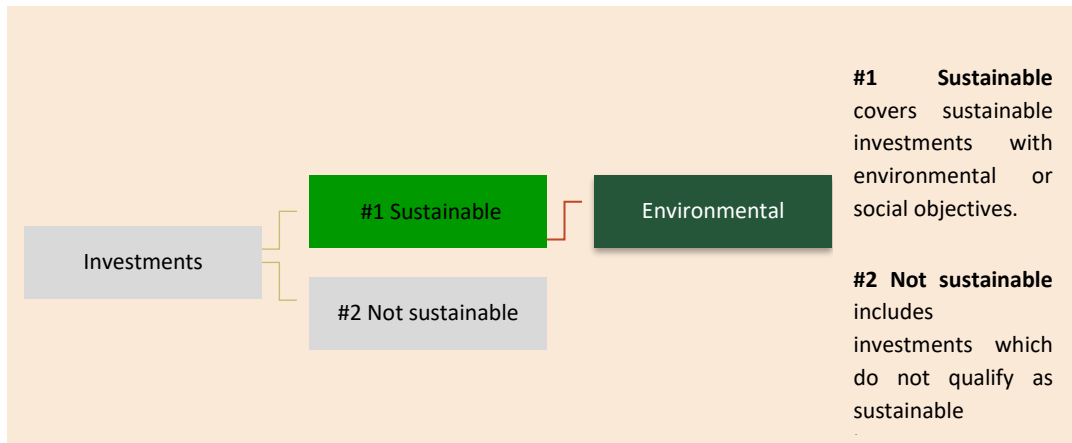 Investments
#1 Sustainable
#2 Not sustainable
Environmental
#1 Sustainable
covers sustainable
investments with
environmental or
social objectives.
#2 Not sustainable
includes
investments which
do not qualify as
sustainable